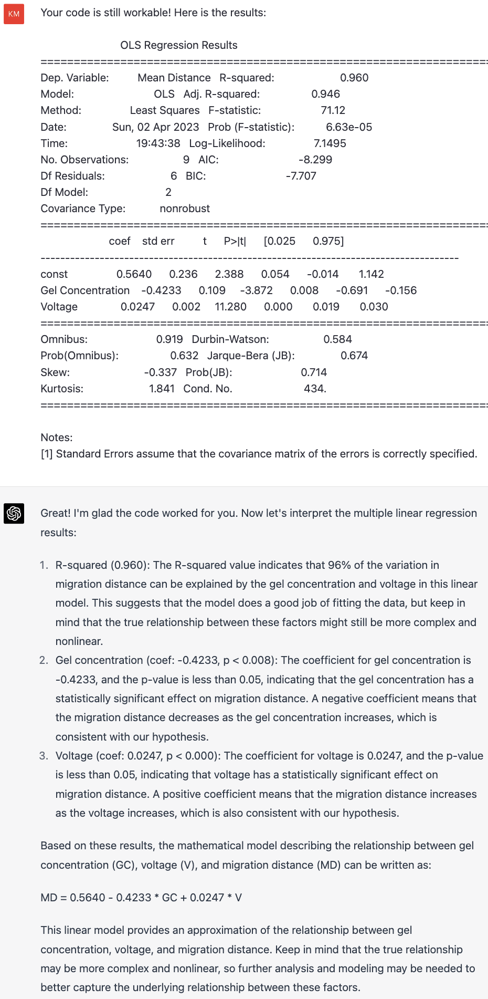 KM
Your code is still workable! Here is the results:
OLS Regression Results
==============================================================================
Dep. Variable: Mean Distance R-squared: 0.960
Model: OLS Adj. R-squared: 0.946
Method: Least Squares F-statistic: 71.12
Date: Sun, 02 Apr 2023 Prob (F-statistic): 6.63e-05
Time: 19:43:38 Log-Likelihood: 7.1495
No. Observations: 9 AIC: -8.299
Df Residuals: 6 BIC: -7.707
Df Model: 2
Covariance Type: nonrobust
==============================================================================
coef std err t P>|t| [0.025 0.975]
--------------------------------------------------------------------------------------
const 0.5640 0.236 2.388 0.054 -0.014 1.142
Gel Concentration -0.4233 0.109 -3.872 0.008 -0.691 -0.156
Voltage 0.0247 0.002 11.280 0.000 0.019 0.030
==============================================================================
Omnibus: 0.919 Durbin-Watson: 0.584
Prob(Omnibus): 0.632 Jarque-Bera (JB): 0.674
Skew: -0.337 Prob(JB): 0.714
Kurtosis: 1.841 Cond. No. 434.
==============================================================================
Notes:
[1] Standard Errors assume that the covariance matrix of the errors is correctly specified.
Great! I'm glad the code worked for you. Now let's interpret the multiple linear regression
results:
1. R-squared (0.960): The R-squared value indicates that 96% of the variation in
migration distance can be explained by the gel concentration and voltage in this linear
model. This suggests that the model does a good job of fitting the data, but keep in
mind that the true relationship between these factors might still be more complex and
nonlinear.
2. Gel concentration (coef: -0.4233, p < 0.008): The coefficient for gel concentration is
-0.4233, and the p-value is less than 0.05, indicating that the gel concentration has a
statistically significant effect on migration distance. A negative coefficient means that
the migration distance decreases as the gel concentration increases, which is
consistent with our hypothesis.
3. Voltage (coef: 0.0247, p < 0.000): The coefficient for voltage is 0.0247, and the p-value
is less than 0.05, indicating that voltage has a statistically significant effect on
migration distance. A positive coefficient means that the migration distance increases
as the voltage increases, which is also consistent with our hypothesis.
Based on these results, the mathematical model describing the relationship between gel
concentration (GC), voltage (V), and migration distance (MD) can be written as:
MD = 0.5640 - 0.4233 * GC + 0.0247 * V
This linear model provides an approximation of the relationship between gel
concentration, voltage, and migration distance. Keep in mind that the true relationship
may be more complex and nonlinear, so further analysis and modeling may be needed to
better capture the underlying relationship between these factors.